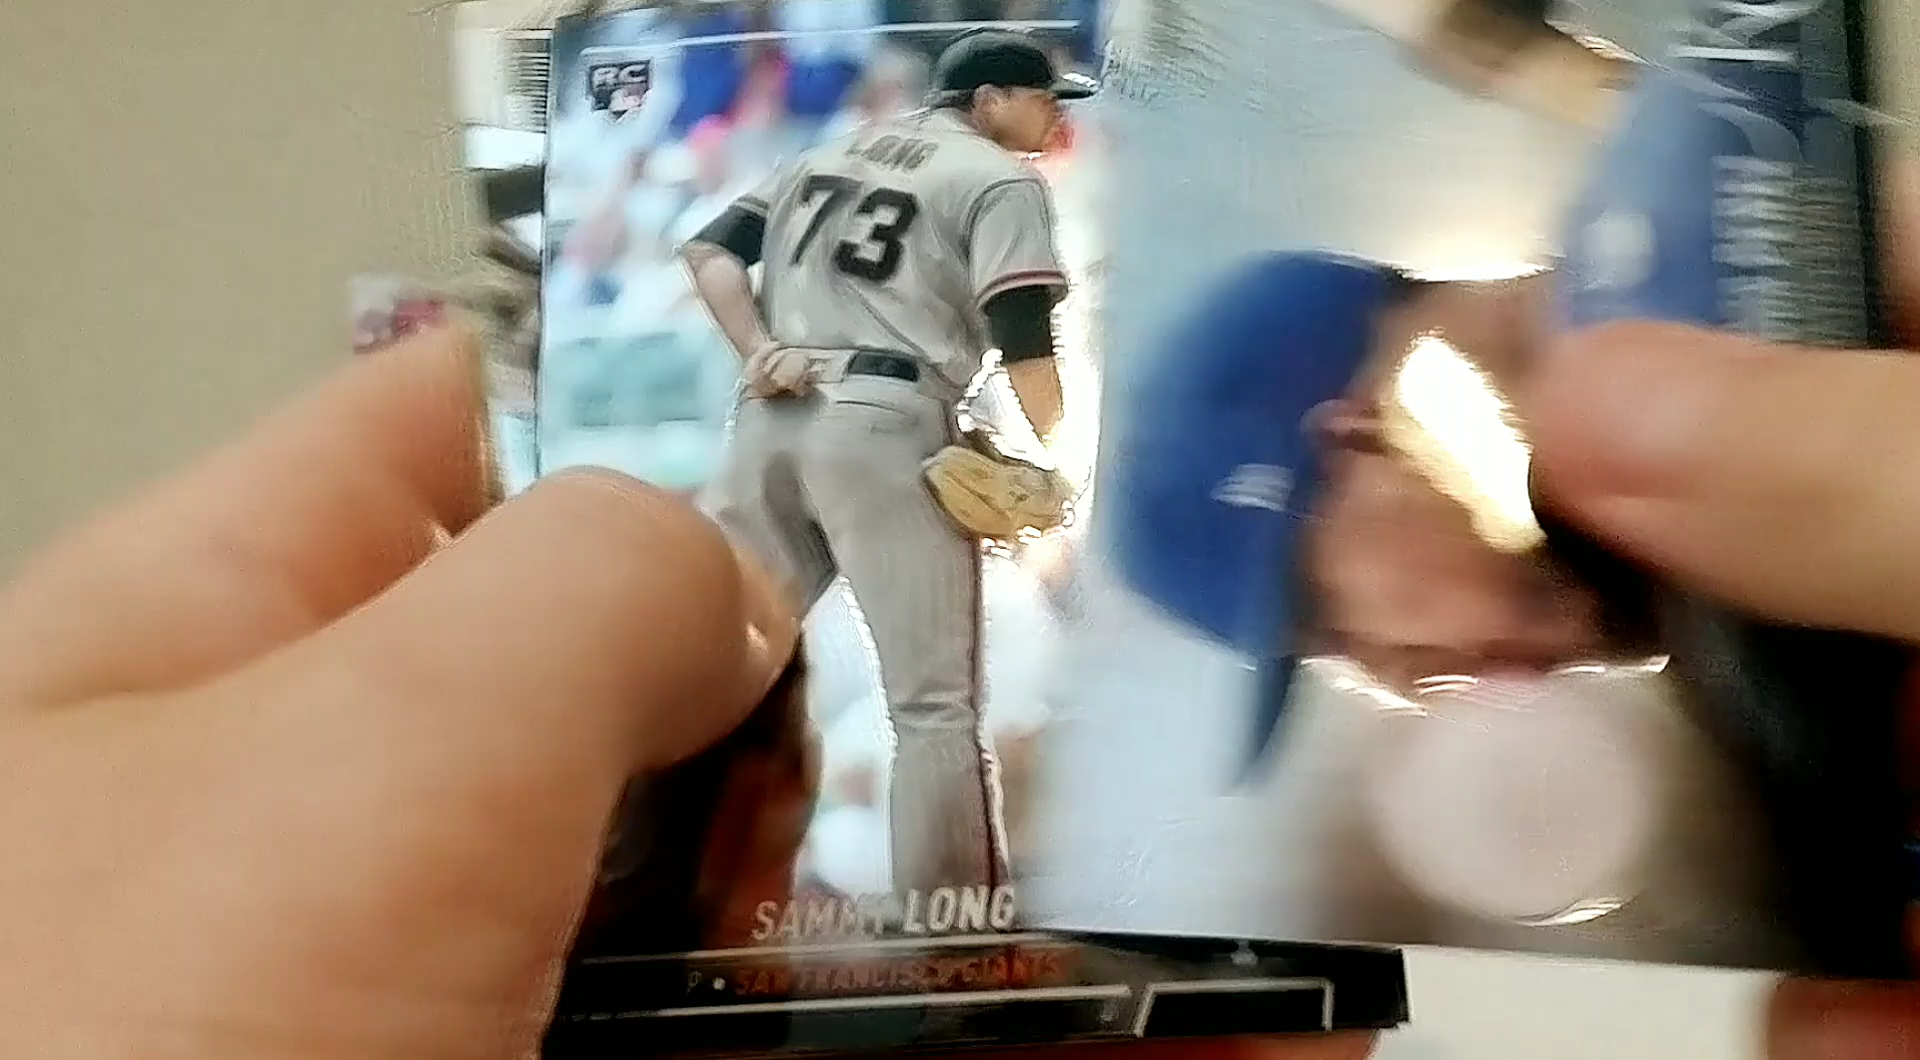 RC
LONG
73
SAMMY LONG
P • SAN FRANCISCO GIANTS